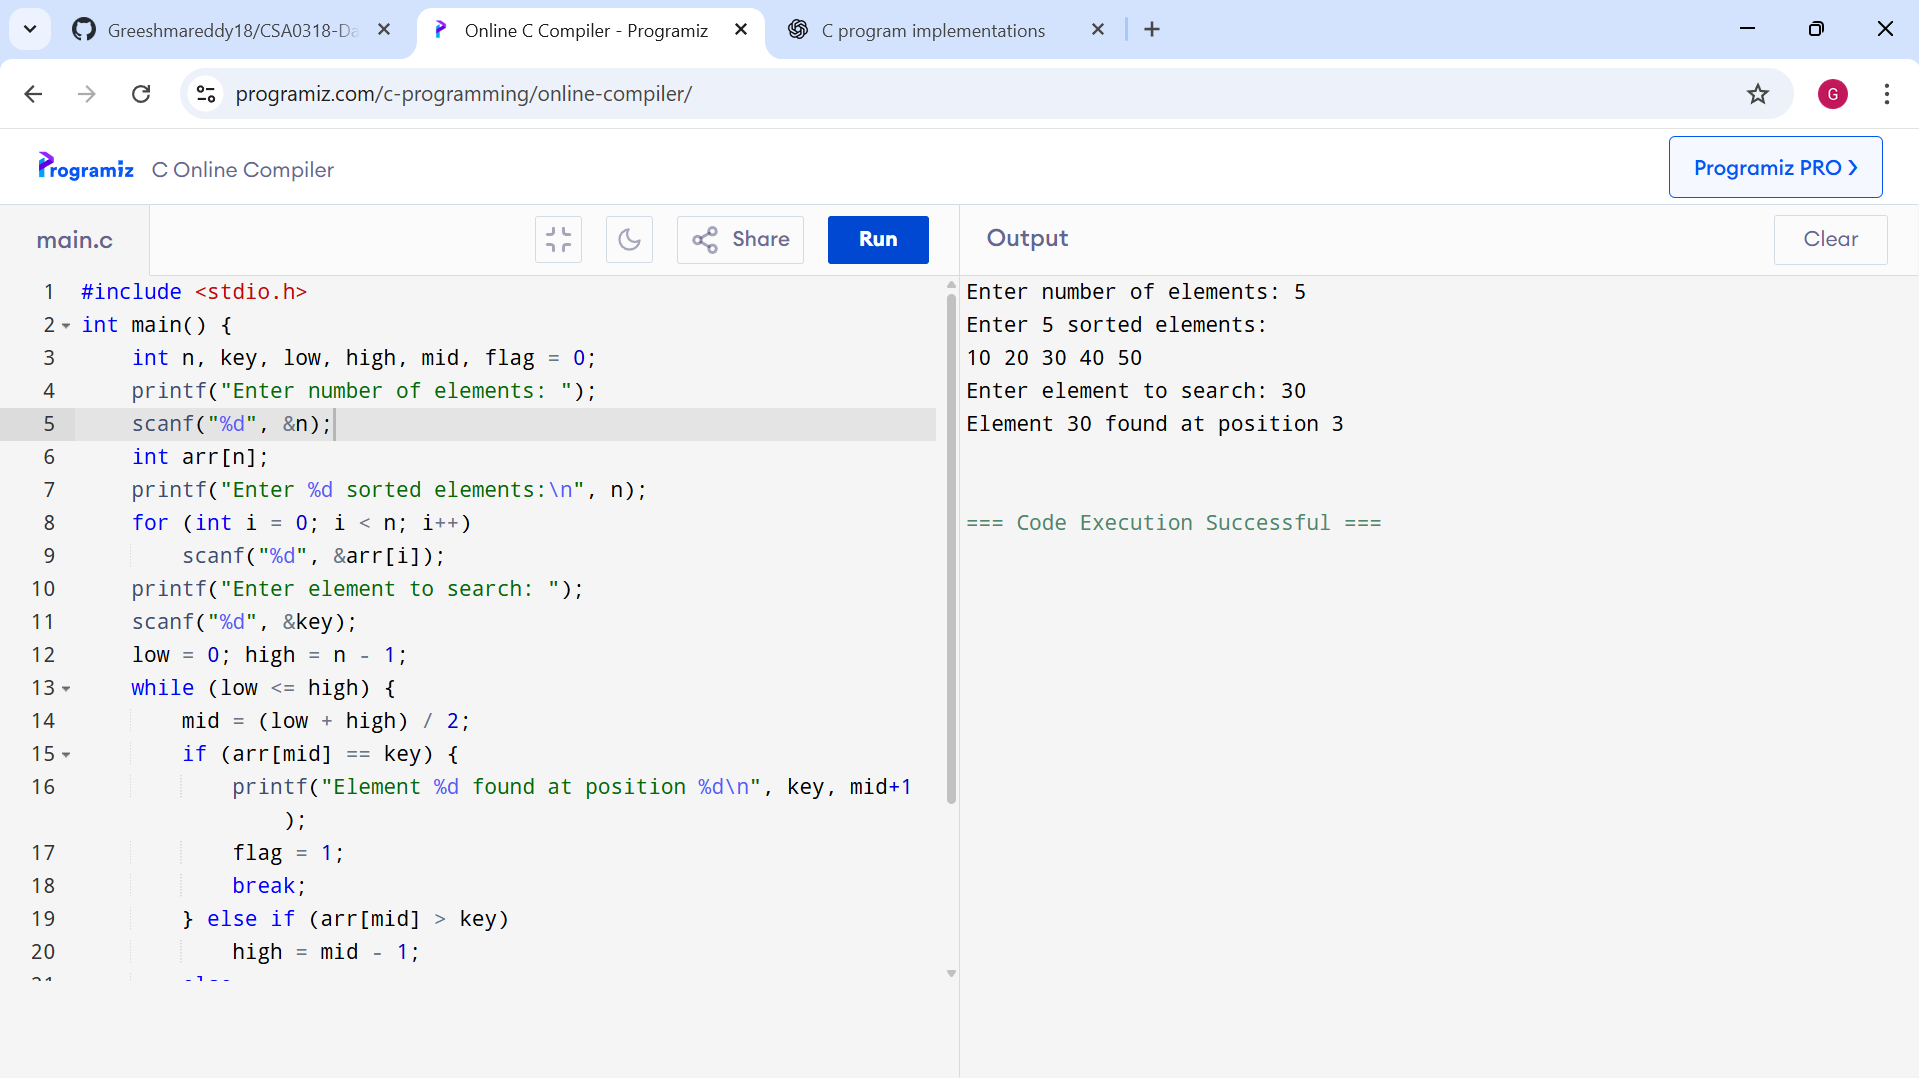 Greeshmareddy18/CSA0318-Da
Online C Compiler - Programiz
C program implementations
programiz.com/c-programming/online-compiler/
G
Programiz
C Online Compiler
Programiz PRO
main.c
Share
Run
Output
Clear
1 #include <stdio.h>
2 int main() {
3 int n, key, low, high, mid, flag = 0;
4 printf("Enter number of elements: ");
5 scanf("%d", &n);
6 int arr[n];
7 printf("Enter %d sorted elements:\n", n);
8 for (int i = 0; i < n; i++)
9 scanf("%d", &arr[i]);
10 printf("Enter element to search: ");
11 scanf("%d", &key);
12 low = 0; high = n - 1;
13 while (low <= high) {
14 mid = (low + high) / 2;
15 if (arr[mid] == key) {
16 printf("Element %d found at position %d\n", key, mid+1
);
17 flag = 1;
18 break;
19 } else if (arr[mid] > key)
20 high = mid - 1;
Enter number of elements: 5
Enter 5 sorted elements:
10 20 30 40 50
Enter element to search: 30
Element 30 found at position 3
=== Code Execution Successful ===